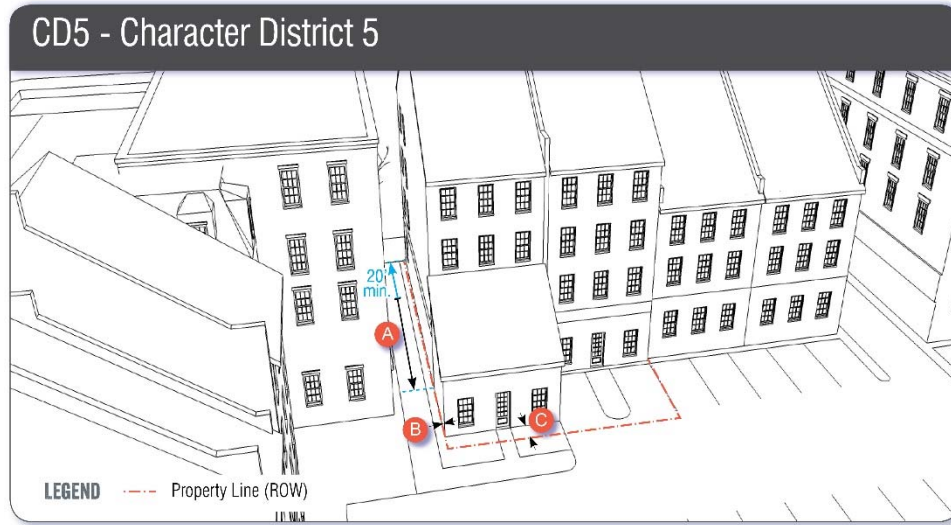 CD5 - Character District 5
20'
min.
A
B
C
LEGEND
Property Line (ROW)